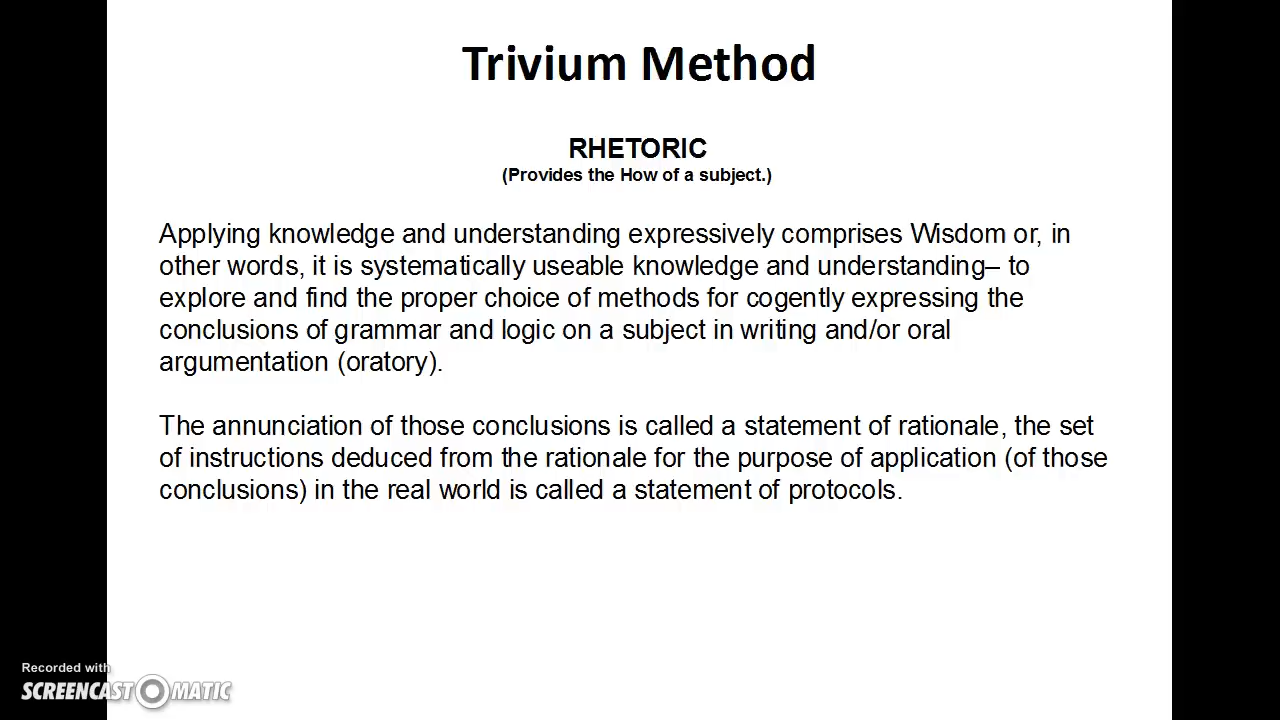 Trivium Method
RHETORIC
(Provides the How of a subject.)
Applying knowledge and understanding expressively comprises Wisdom or, in
other words, it is systematically useable knowledge and understanding– to
explore and find the proper choice of methods for cogently expressing the
conclusions of grammar and logic on a subject in writing and/or oral
argumentation (oratory).
The annunciation of those conclusions is called a statement of rationale, the set
of instructions deduced from the rationale for the purpose of application (of those
conclusions) in the real world is called a statement of protocols.
Recorded with
SCREENCAST MATIC